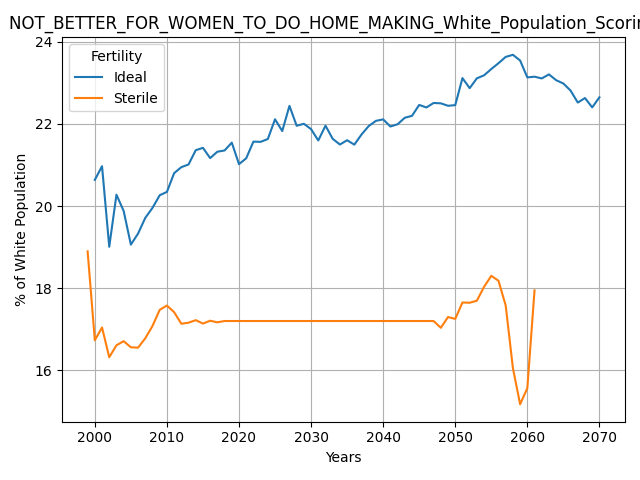 NOT_BETTER_FOR_WOMEN_TO_DO_HOME_MAKING_White_Population_Scorin
24
22
20
18
16
% of White Population
Fertility
Ideal
Sterile
2000 2010 2020 2030 2040 2050 2060 2070
Years